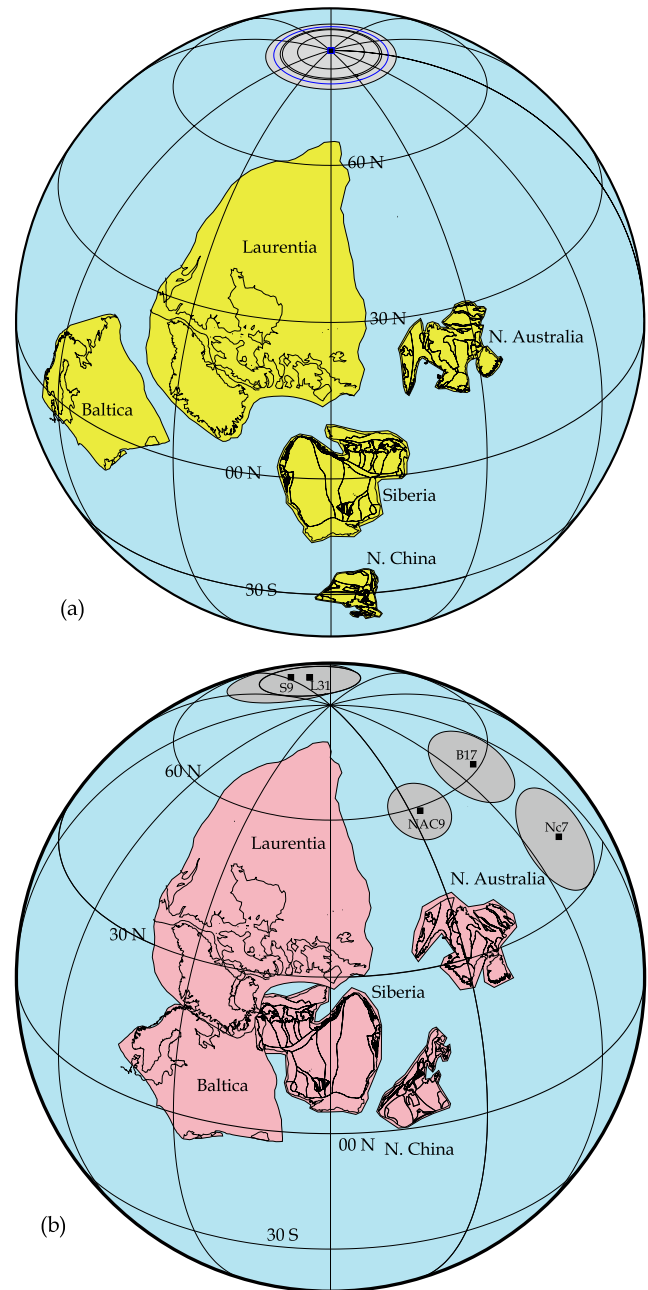 60 N
Laurentia
30 N
N. Australia
Baltica
00 N
Siberia
N. China
30 S
(a)
S9
L31
B17
60 N
NAC9
Nc7
Laurentia
N. Australia
30 N
Siberia
Baltica
00 N
N. China
(b)
30 S